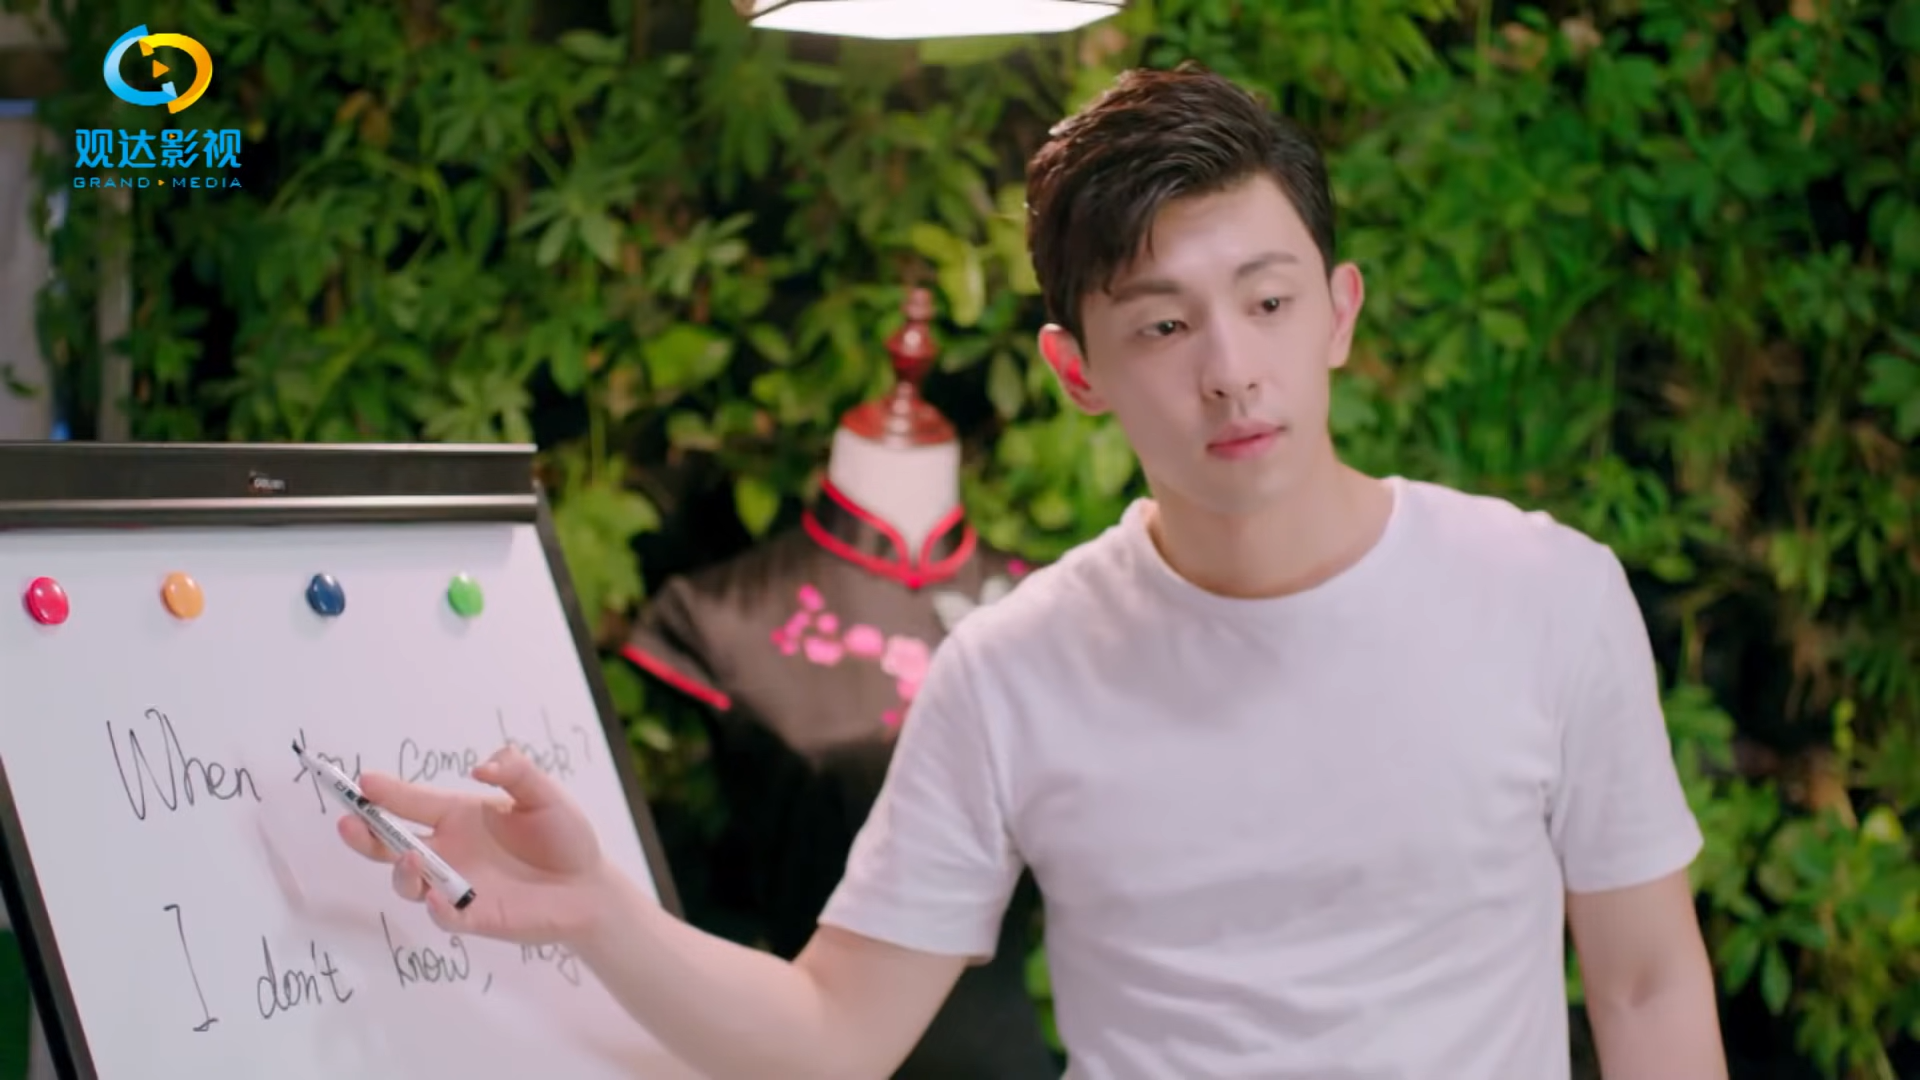 观达影视
GRAND MEDIA
When come back?
I don't know,